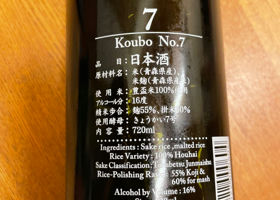 7
Koubo No.7
品 目：日本酒
原材料名：米（青森県産）、
米麹（青森県産）
使 用 米：豊盃米100%使用
アルコール分：16度
精米歩合：麹55%、掛米60%
使用酵母：きょうかい7号
内 容 量：720ml
Ingredients : Sake rice ,malted rice
Rice Variety : 100% Houhai
Sake Classification : Tokubetsu Junmaishu
Rice-Polishing Ratio : 55% Koji &
60% for mash
Alcohol by Volume : 16%